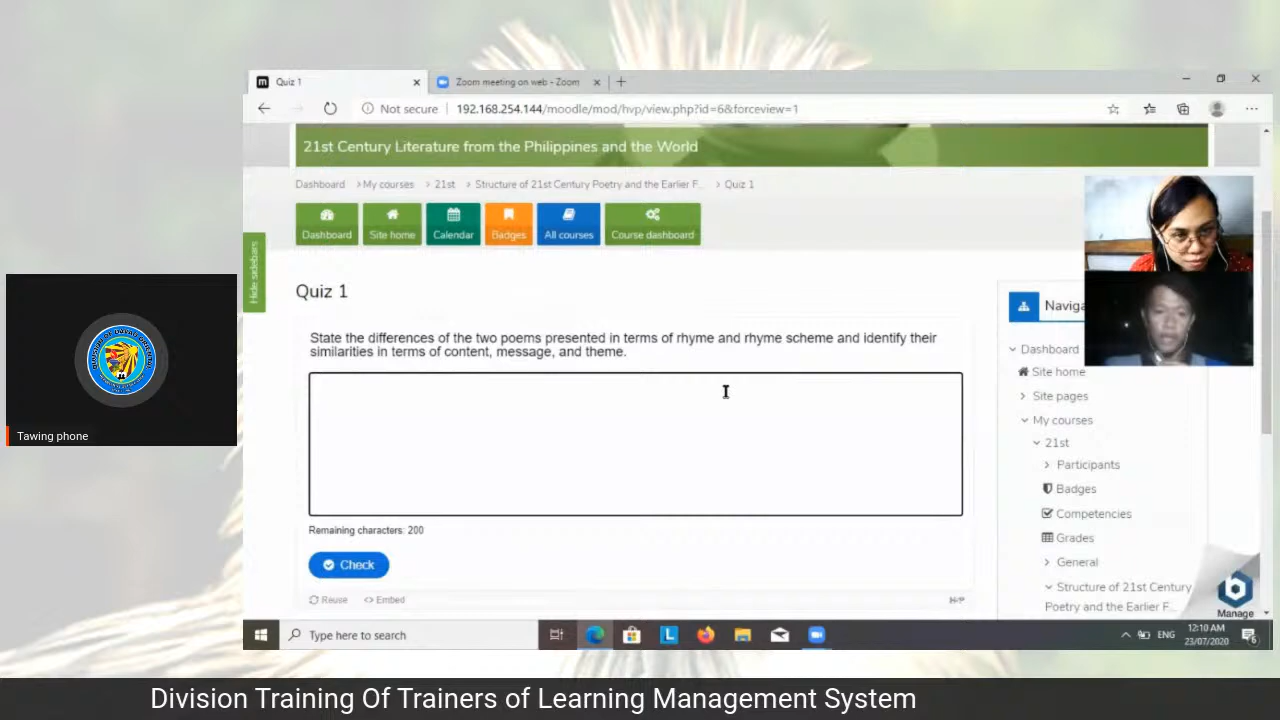 Quiz 1
Zoom meeting on web - Zoom
Not secure
192.168.254.144/moodle/mod/hvp/view.php?id=6&forceview=1
21st Century Literature from the Philippines and the World
Dashboard > My courses > 21st > Structure of 21st Century Poetry and the Earlier F... > Quiz 1
Dashboard
Site home
Calendar
Badges
All courses
Course dashboard
Hide sidebars
Quiz 1
State the differences of the two poems presented in terms of rhyme and rhyme scheme and identify their
similarities in terms of content, message, and theme.
Remaining characters: 200
Check
Reuse
<> Embed
H-P
Naviga
Dashboard
Site home
Site pages
My courses
21st
Participants
Badges
Competencies
Grades
General
Structure of 21st Century
Poetry and the Earlier F...
Manage
Tawing phone
Type here to search
ENG
12:10 AM
23/07/2020
Division Training Of Trainers of Learning Management System